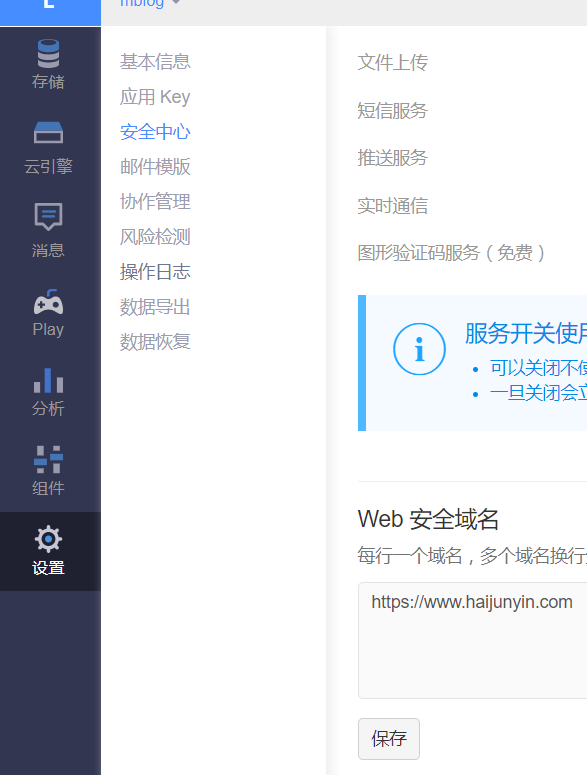 mblog
存储
云引擎
消息
Play
分析
组件
设置
基本信息
应用 Key
安全中心
邮件模版
协作管理
风险检测
操作日志
数据导出
数据恢复
文件上传
短信服务
推送服务
实时通信
图形验证码服务（免费）
服务开关使用
可以关闭不使
一旦关闭会立
Web 安全域名
每行一个域名，多个域名换行
https://www.haijunyin.com
保存